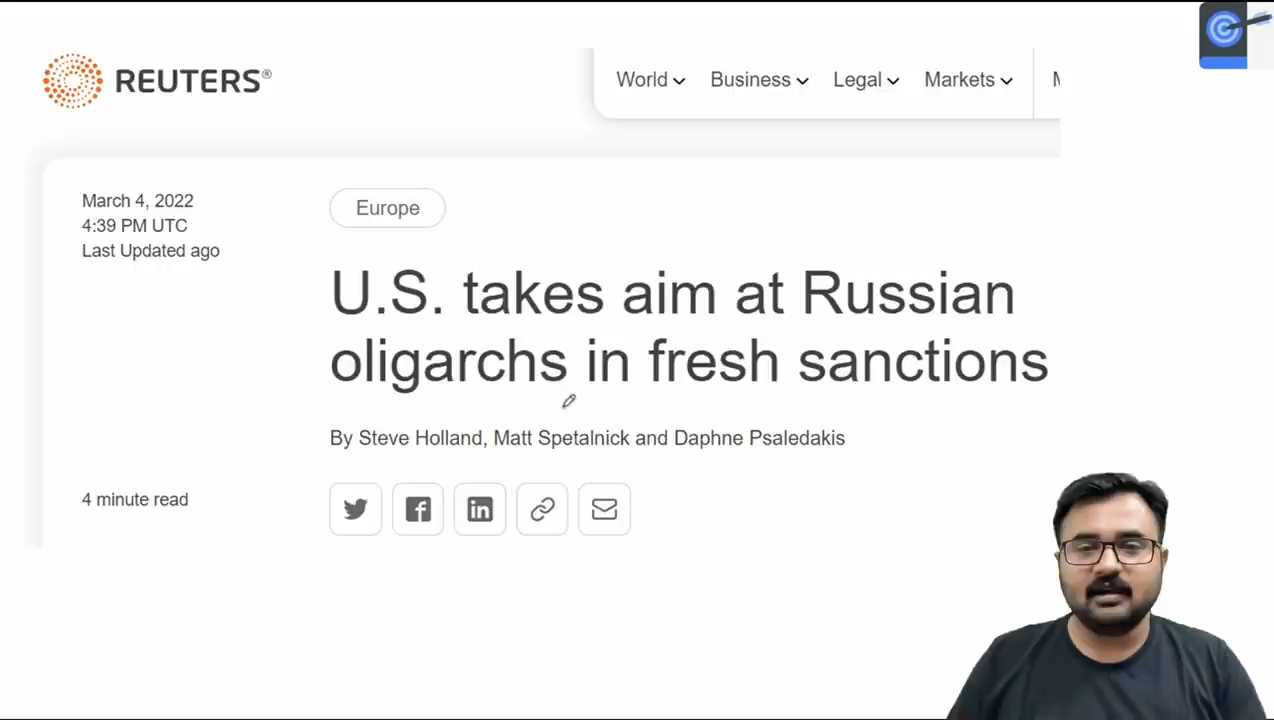 REUTERS®
World
Business
Legal
Markets
March 4, 2022
4:39 PM UTC
Last Updated ago
Europe
U.S. takes aim at Russian
oligarchs in fresh sanctions
By Steve Holland, Matt Spetalnick and Daphne Psaledakis
4 minute read